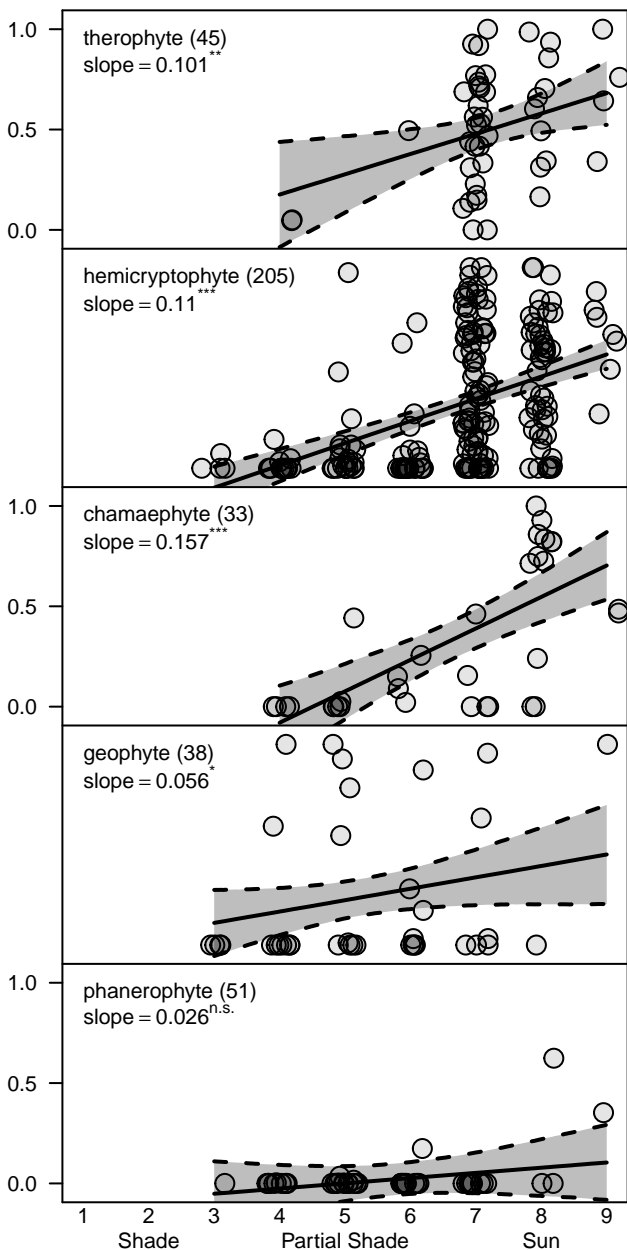 1.0
therophyte (45)
slope = 0.101**
0.5
0.0
hemicryptophyte (205)
slope = 0.11***
1.0
chamaephyte (33)
slope = 0.157***
0.5
0.0
geophyte (38)
slope = 0.056*
1.0
phanerophyte (51)
slope = 0.026n.s.
0.5
0.0
1 2 3 4 5 6 7 8 9
Shade Partial Shade Sun